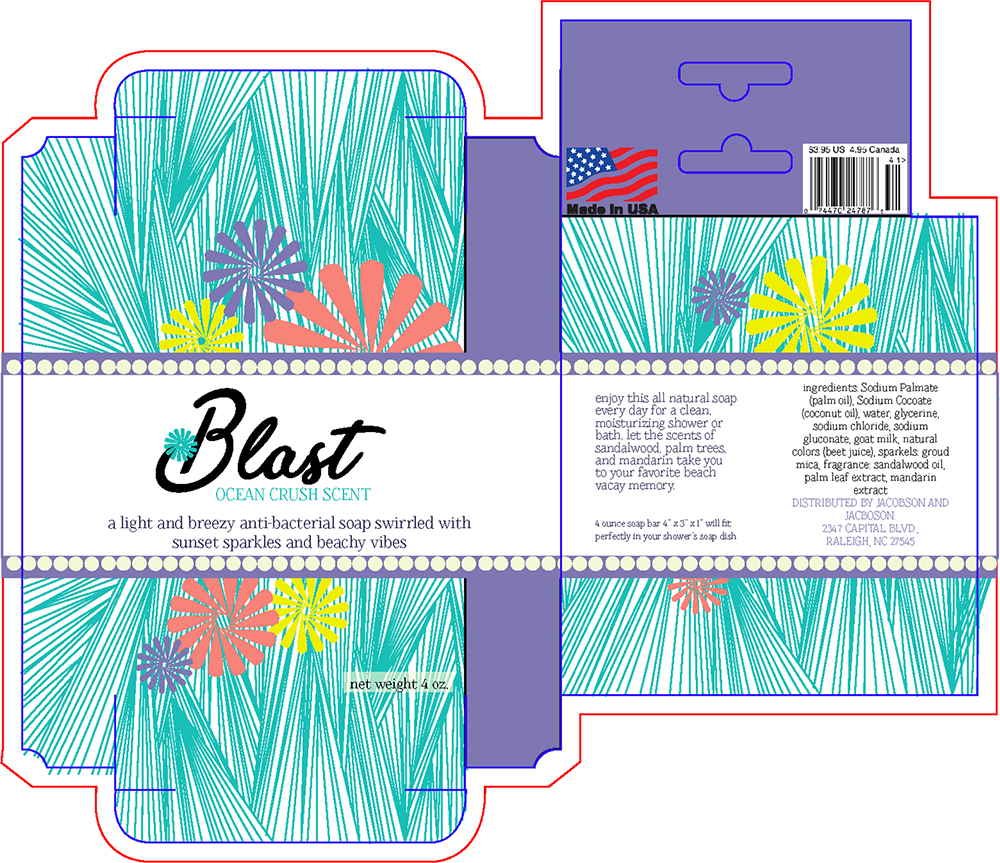 $3.95 US 4.95 Canada
41>
0 74470 24787
Made in USA
Blast
OCEAN CRUSH SCENT
a light and breezy anti-bacterial soap swirrled with
sunset sparkles and beachy vibes
net weight 4 oz.
enjoy this all natural soap
every day for a clean,
moisturizing shower or
bath. let the scents of
sandalwood, palm trees,
and mandarin take you
to your favorite beach
vacay memory.
4 ounce soap bar 4" x 3" x 1" will fit
perfectly in your shower's soap dish
ingredients: Sodium Palmate
(palm oil), Sodium Cocoate
(coconut oil), water, glycerine,
sodium chloride, sodium
gluconate, goat milk, natural
colors (beet juice), sparkels: groud
mica, fragrance: sandalwood oil,
palm leaf extract, mandarin
extract
DISTRIBUTED BY JACOBSON AND
JACBOSON
2347 CAPITAL BLVD.,
RALEIGH, NC 27545